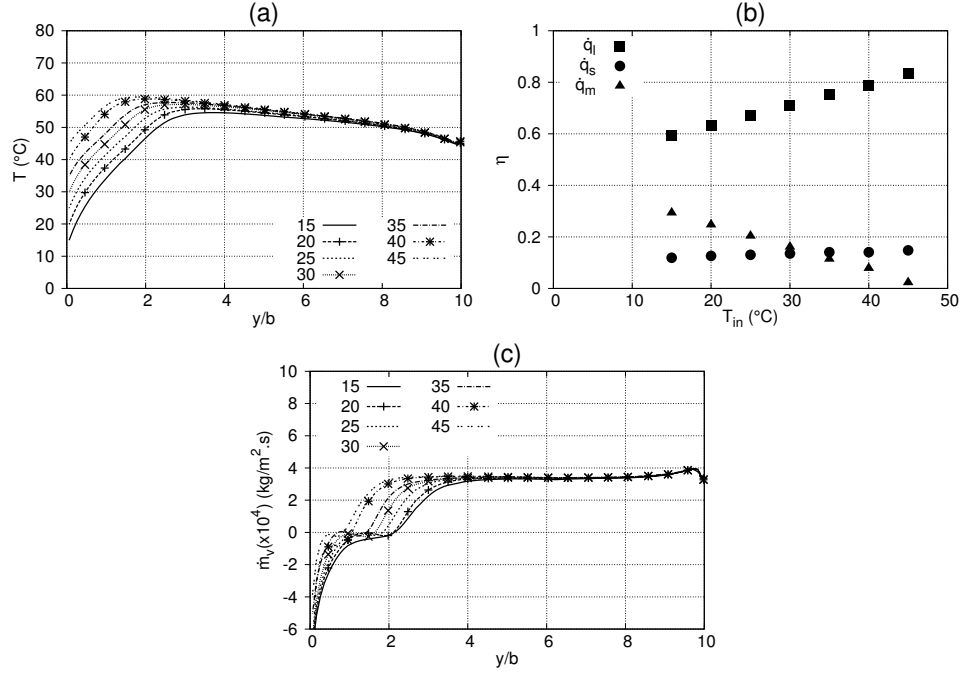 (a)
80
70
60
50
40
30
20
10
0
T (°C)
15
20
25
30
35
40
45
0 2 4 6 8 10
y/b
(b)
1
0.8
0.6
0.4
0.2
0
η
q̇l
q̇s
q̇m
0 10 20 30 40 50
Tin (°C)
(c)
10
8
6
4
2
0
-2
-4
-6
ṁv(x10⁴) (kg/m².s)
15
20
25
30
35
40
45
0 2 4 6 8 10
y/b